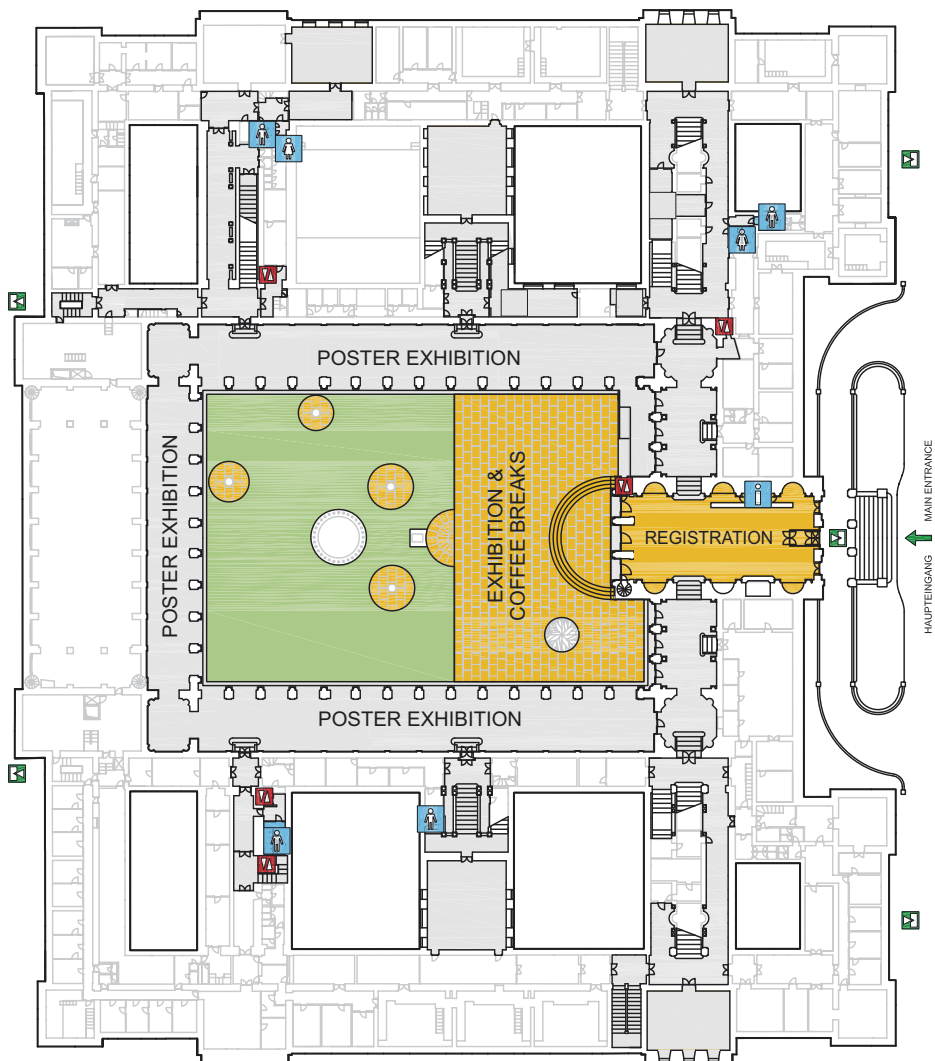 POSTER EXHIBITION
POSTER EXHIBITION
EXHIBITION &
COFFEE BREAKS
REGISTRATION
MAIN ENTRANCE
HAUPTEINGANG
POSTER EXHIBITION